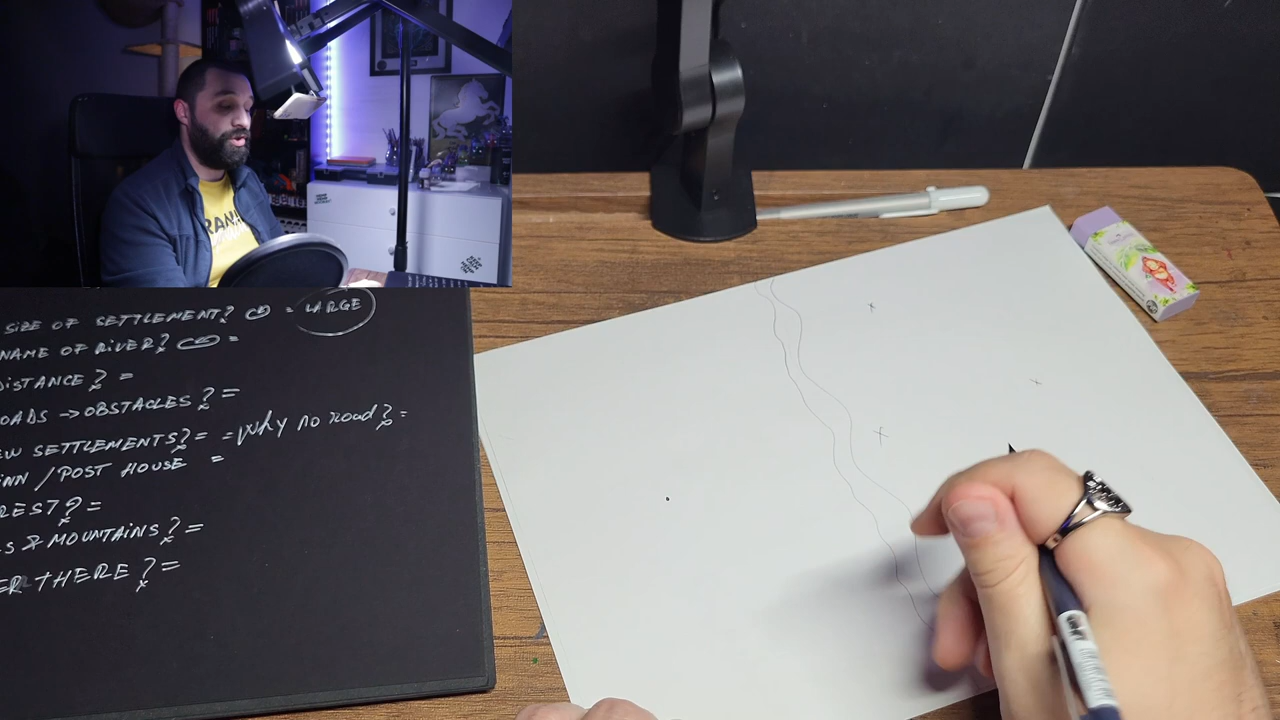 SIZE OF SETTLEMENT? = LARGE
NAME OF RIVER? =
DISTANCE? =
OADS → OBSTACLES? =
EW SETTLEMENTS? = = Why no road? =
INN / POST HOUSE =
REST? =
S & MOUNTAINS? =
ER THERE? =